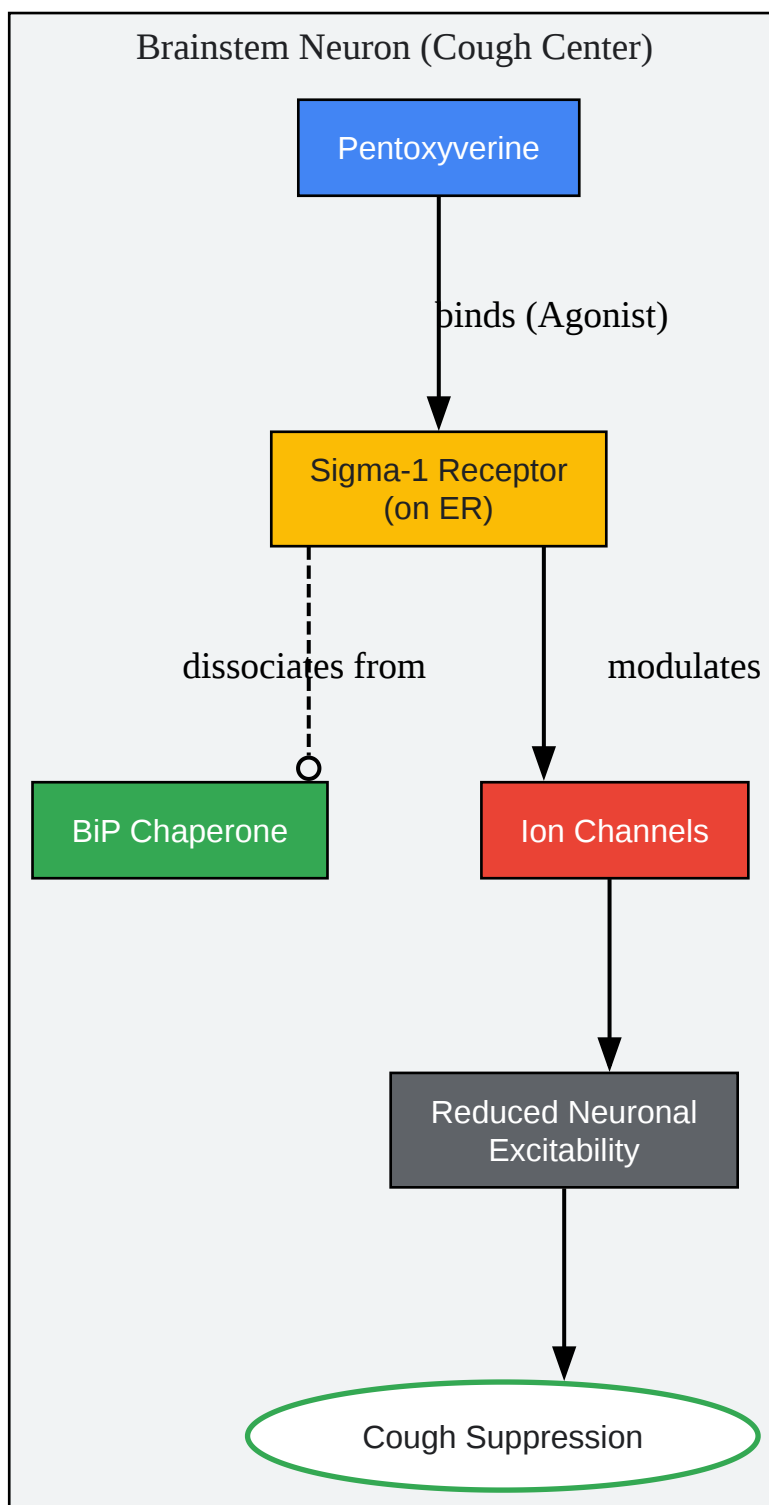 Brainstem Neuron (Cough Center)
Pentoxyverine
binds (Agonist)
Sigma-1 Receptor
(on ER)
dissociates from
modulates
BiP Chaperone
Ion Channels
Reduced Neuronal
Excitability
Cough Suppression